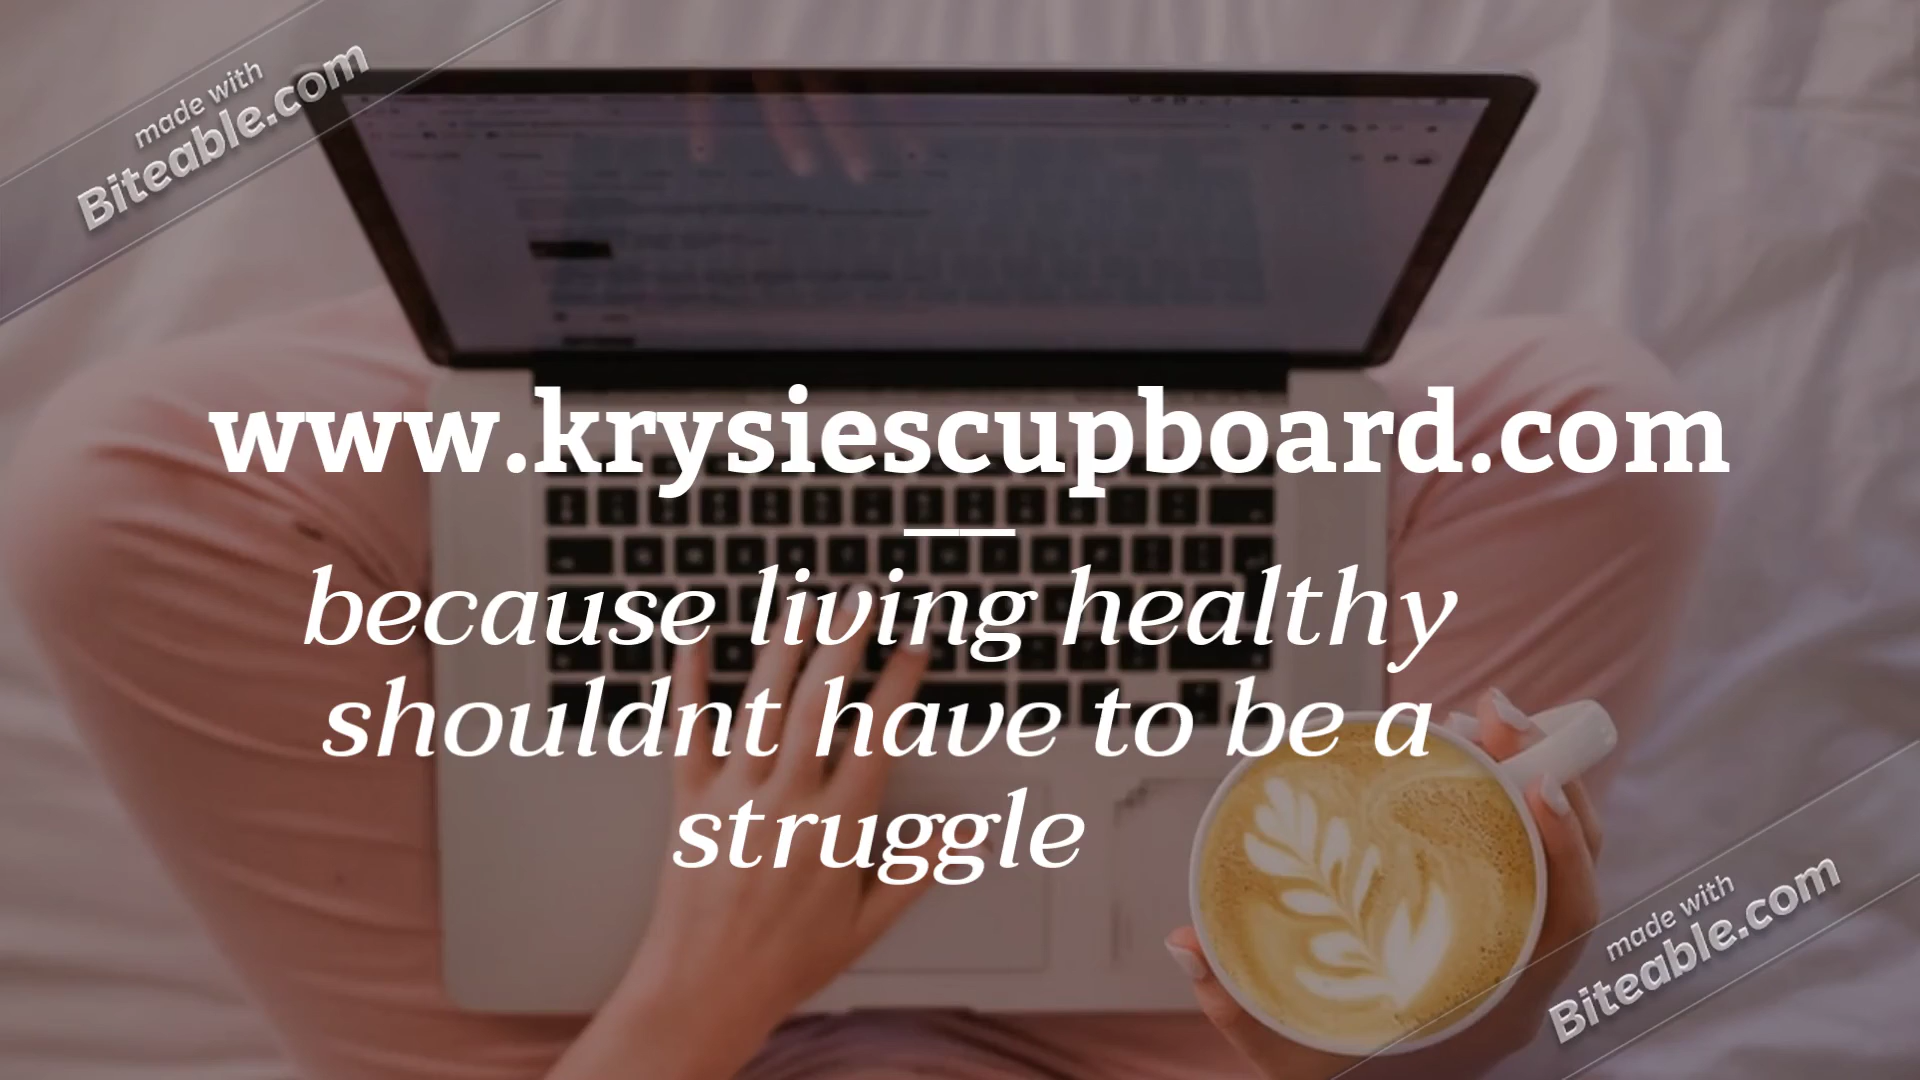 made with
Biteable.com
www.krysiescupboard.com
because living healthy
shouldnt have to be a
struggle
made with
Biteable.com